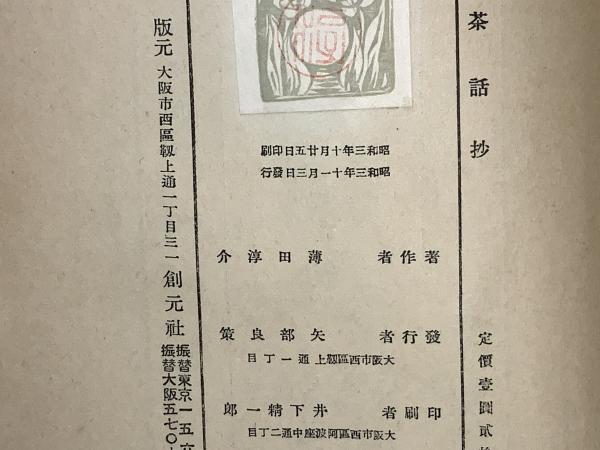 茶話抄
定價壹圓貳
昭和三年十月廿五日印刷
昭和三年十一月三日發行
著作者 薄田淳介
發行者 矢部良策
大阪市西區靱上通一丁目
印刷者 井下精一郎
大阪市西區阿波座中通二丁目
版元 大阪市西區靱上通一丁目三一 創元社
振替東京一五六
振替大阪五七〇